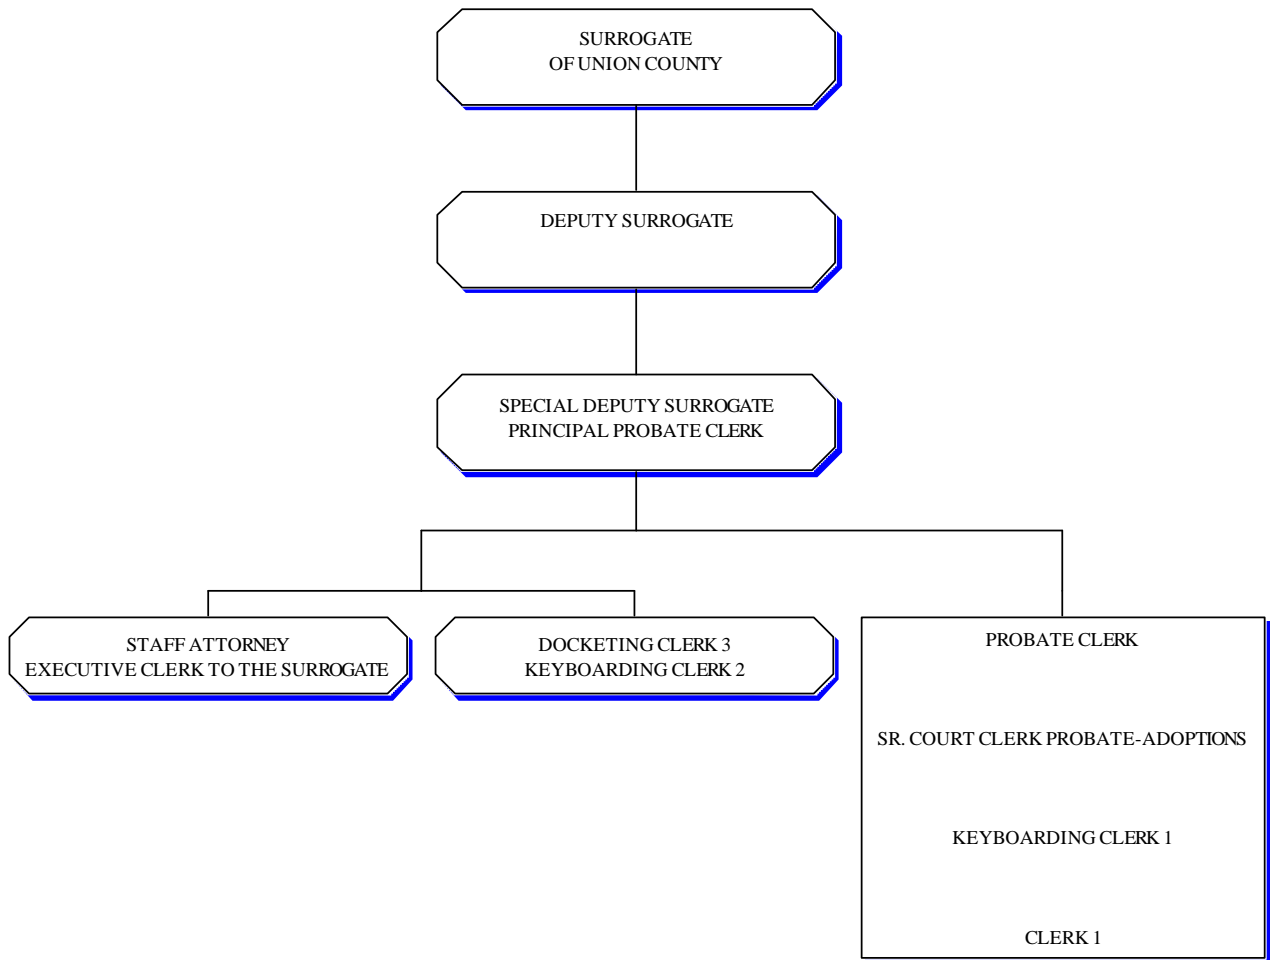 SURROGATE
OF UNION COUNTY
DEPUTY SURROGATE
SPECIAL DEPUTY SURROGATE
PRINCIPAL PROBATE CLERK
STAFF ATTORNEY
EXECUTIVE CLERK TO THE SURROGATE
DOCKETING CLERK 3
KEYBOARDING CLERK 2
PROBATE CLERK
SR. COURT CLERK PROBATE-ADOPTIONS
KEYBOARDING CLERK 1
CLERK 1